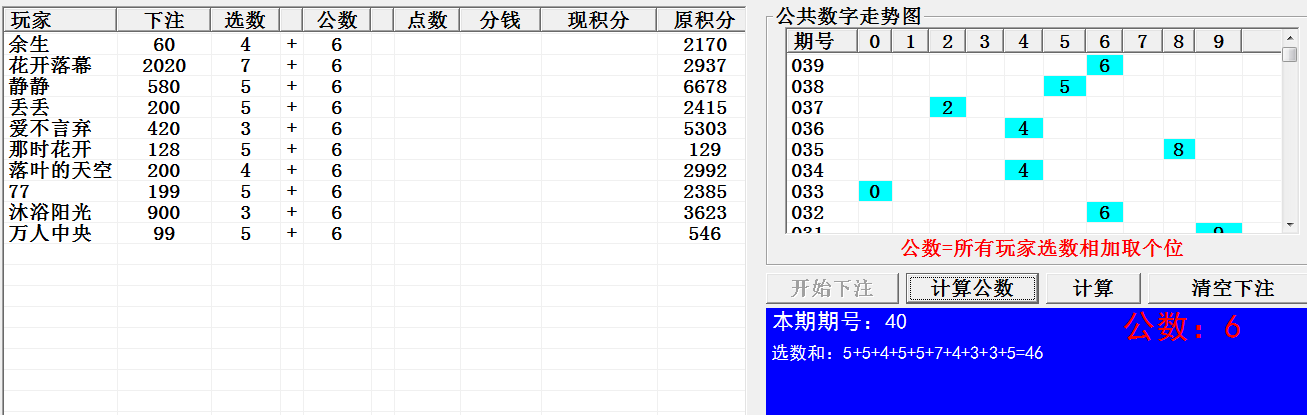 玩家 下注 选数 公数 点数 分钱 现积分 原积分
余生 60 4 + 6 2170
花开落幕 2020 7 + 6 2937
静静 580 5 + 6 6678
丢丢 200 5 + 6 2415
爱不言弃 420 3 + 6 5303
那时花开 128 5 + 6 129
落叶的天空 200 4 + 6 2992
77 199 5 + 6 2385
沐浴阳光 900 3 + 6 3623
万人中央 99 5 + 6 546
公共数字走势图
期号 0 1 2 3 4 5 6 7 8 9
039 6
038 5
037 2
036 4
035 8
034 4
033 0
032 6
031 9
公数=所有玩家选数相加取个位
开始下注 计算公数 计算 清空下注
本期期号：40 公数：6
选数和：5+5+4+5+5+7+4+3+3+5=46